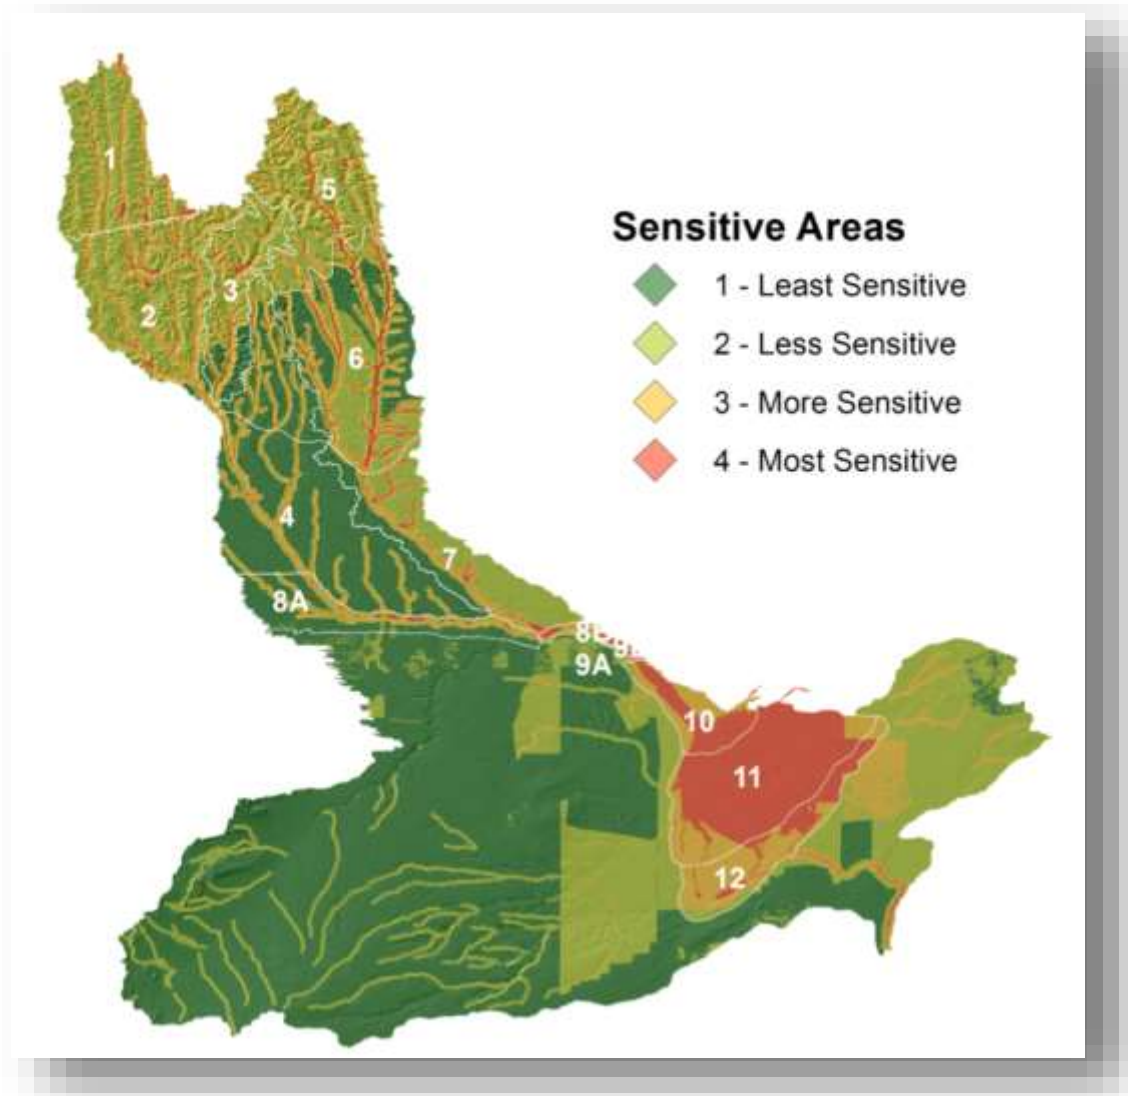 Sensitive Areas
1 - Least Sensitive
2 - Less Sensitive
3 - More Sensitive
4 - Most Sensitive
1
5
2
3
6
4
7
8A
9A
10
11
12